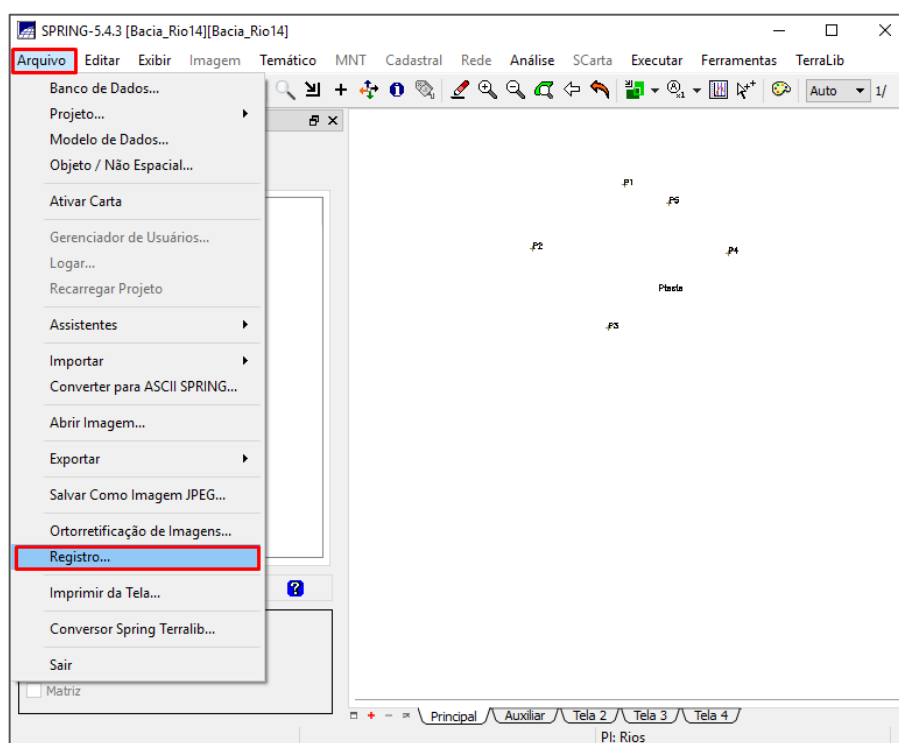 SPRING-5.4.3 [Bacia_Rio14][Bacia_Rio14]
Arquivo Editar Exibir Imagem Temático MNT Cadastral Rede Análise SCarta Executar Ferramentas TerraLib
Auto 1/
Banco de Dados...
Projeto...
Modelo de Dados...
Objeto / Não Espacial...
Ativar Carta
Gerenciador de Usuários...
Logar...
Recarregar Projeto
Assistentes
Importar
Converter para ASCII SPRING...
Abrir Imagem...
Exportar
Salvar Como Imagem JPEG...
Ortorretificação de Imagens...
Registro...
Imprimir da Tela...
Conversor Spring Terralib...
Sair
Matriz
P1
P5
P2
P4
Pteste
P3
Principal Auxiliar Tela 2 Tela 3 Tela 4
PI: Rios